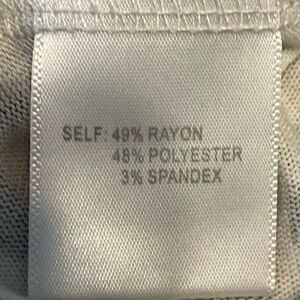 SELF: 49% RAYON
48% POLYESTER
3% SPANDEX